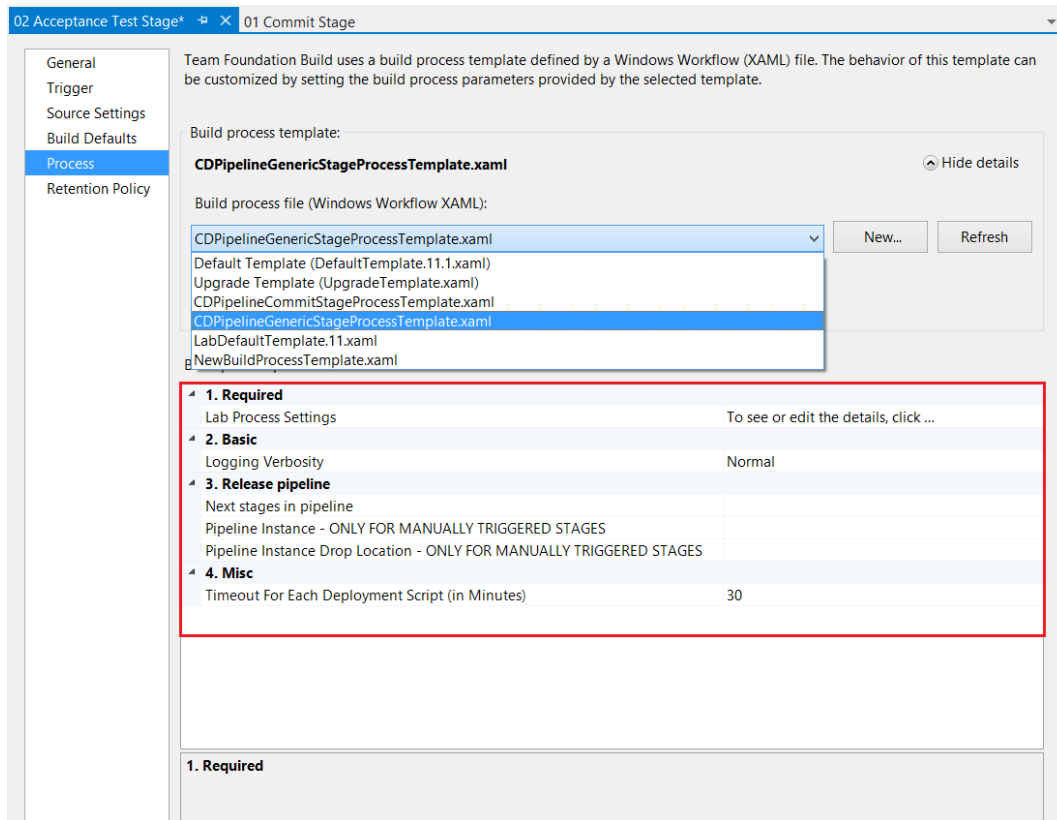 02 Acceptance Test Stage*
01 Commit Stage
General
Trigger
Source Settings
Build Defaults
Process
Retention Policy
Team Foundation Build uses a build process template defined by a Windows Workflow (XAML) file. The behavior of this template can
be customized by setting the build process parameters provided by the selected template.
Build process template:
CDPipelineGenericStageProcessTemplate.xaml
Hide details
Build process file (Windows Workflow XAML):
CDPipelineGenericStageProcessTemplate.xaml
New...
Refresh
Default Template (DefaultTemplate.11.1.xaml)
Upgrade Template (UpgradeTemplate.xaml)
CDPipelineCommitStageProcessTemplate.xaml
CDPipelineGenericStageProcessTemplate.xaml
LabDefaultTemplate.11.xaml
NewBuildProcessTemplate.xaml
1. Required
Lab Process Settings To see or edit the details, click ...
2. Basic
Logging Verbosity Normal
3. Release pipeline
Next stages in pipeline
Pipeline Instance - ONLY FOR MANUALLY TRIGGERED STAGES
Pipeline Instance Drop Location - ONLY FOR MANUALLY TRIGGERED STAGES
4. Misc
Timeout For Each Deployment Script (in Minutes) 30
1. Required